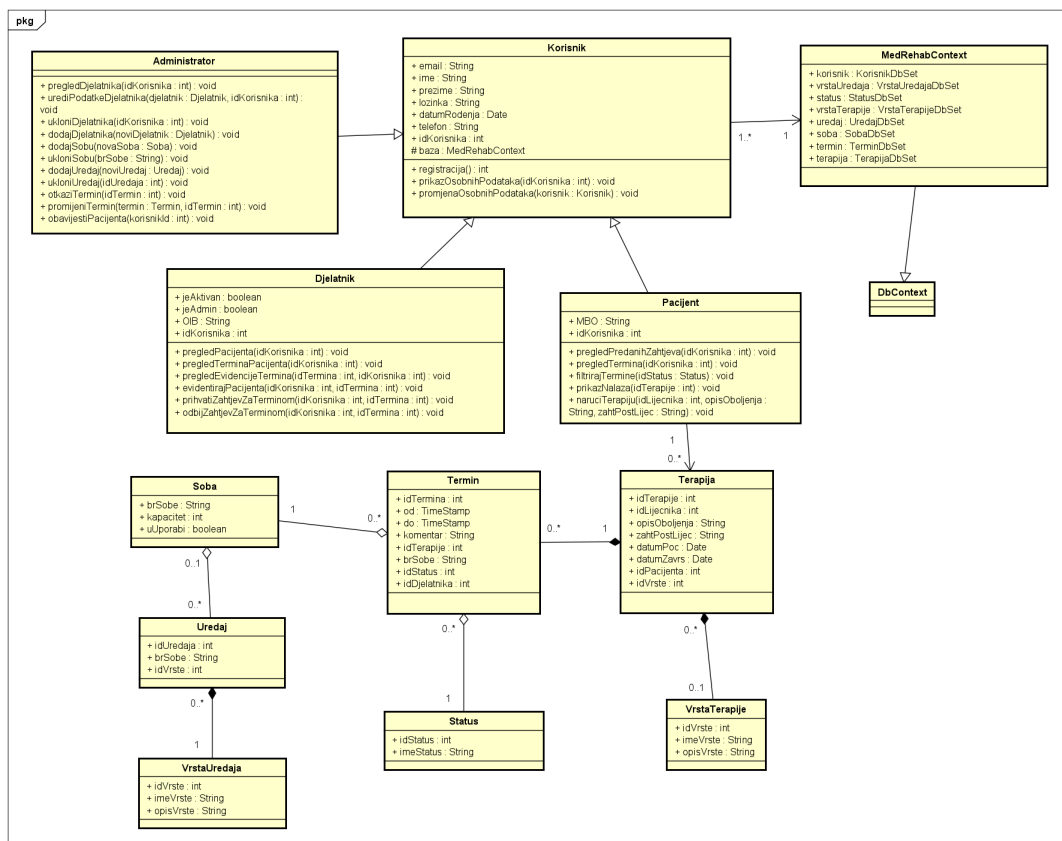 pkg
Administrator
+ pregledDjelatnika(idKorisnika : int) : void
+ urediPodatkeDjelatnika(djelatnik : Djelatnik, idKorisnika : int) :
void
+ ukloniDjelatnika(idKorisnika : int) : void
+ dodajDjelatnika(noviDjelatnik : Djelatnik) : void
+ dodajSobu(novaSoba : Soba) : void
+ ukloniSobu(brSobe : String) : void
+ dodajUredaj(noviUredaj : Uredaj) : void
+ ukloniUredaj(idUredaja : int) : void
+ otkaziTermin(idTermin : int) : void
+ promijeniTermin(termin : Termin, idTermin : int) : void
+ obavijestiPacijenta(korisnikId : int) : void
Korisnik
+ email : String
+ ime : String
+ prezime : String
+ lozinka : String
+ datumRodenja : Date
+ telefon : String
+ idKorisnika : int
# baza : MedRehabContext
+ registracija() : int
+ prikazOsobnihPodataka(idKorisnika : int) : void
+ promjenaOsobnihPodataka(korisnik : Korisnik) : void
1..*
1
MedRehabContext
+ korisnik : KorisnikDbSet
+ vrstaUredaja : VrstaUredajaDbSet
+ status : StatusDbSet
+ vrstaTerapije : VrstaTerapijeDbSet
+ uredaj : UredajDbSet
+ soba : SobaDbSet
+ termin : TerminDbSet
+ terapija : TerapijaDbSet
DbContext
Djelatnik
+ jeAktivan : boolean
+ jeAdmin : boolean
+ OIB : String
+ idKorisnika : int
+ pregledPacijenta(idKorisnika : int) : void
+ pregledTerminaPacijenta(idKorisnika : int) : void
+ pregledEvidencijeTermina(idTermina : int, idKorisnika : int) : void
+ evidentirajPacijenta(idKorisnika : int, idTermina : int) : void
+ prihvatiZahtjevZaTerminom(idKorisnika : int, idTermina : int) : void
+ odbijZahtjevZaTerminom(idKorisnika : int, idTermina : int) : void
Pacijent
+ MBO : String
+ idKorisnika : int
+ pregledPredanihZahtjeva(idKorisnika : int) : void
+ pregledTermina(idKorisnika : int) : void
+ filtrirajTermine(idStatus : Status) : void
+ prikazNalaza(idTerapije : int) : void
+ naruciTerapiju(idLijecnika : int, opisOboljenja :
String, zahtPostLijec : String) : void
1
0..*
Soba
+ brSobe : String
+ kapacitet : int
+ uUporabi : boolean
1
0..*
Termin
+ idTermina : int
+ od : TimeStamp
+ do : TimeStamp
+ komentar : String
+ idTerapije : int
+ brSobe : String
+ idStatus : int
+ idDjelatnika : int
0..*
1
Terapija
+ idTerapije : int
+ idLijecnika : int
+ opisOboljenja : String
+ zahtPostLijec : String
+ datumPoc : Date
+ datumZavrs : Date
+ idPacijenta : int
+ idVrste : int
0..1
0..*
Uredaj
+ idUredaja : int
+ brSobe : String
+ idVrste : int
0..*
1
VrstaUredaja
+ idVrste : int
+ imeVrste : String
+ opisVrste : String
0..*
1
Status
+ idStatus : int
+ imeStatus : String
0..*
0..1
VrstaTerapije
+ idVrste : int
+ imeVrste : String
+ opisVrste : String